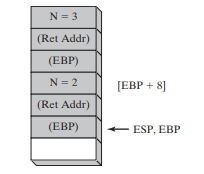 N = 3
(Ret Addr)
(EBP)
N = 2
[EBP + 8]
(Ret Addr)
(EBP)
ESP, EBP